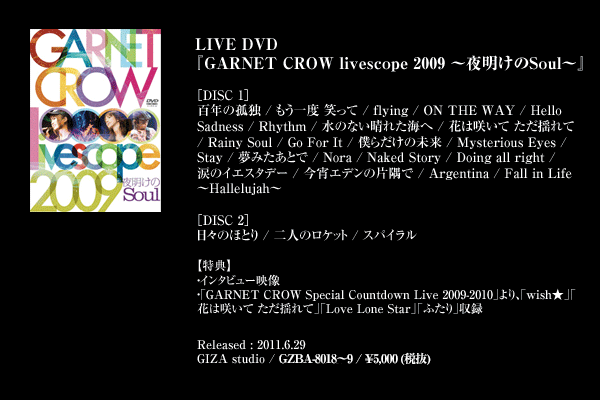 GARNET
CROW
livescope
2009
夜明けの
Soul
DVD
LIVE DVD
『GARNET CROW livescope 2009 ～夜明けのSoul～』
[DISC 1]
百年の孤独 / もう一度 笑って / flying / ON THE WAY / Hello
Sadness / Rhythm / 水のない晴れた海へ / 花は咲いて ただ揺れて
/ Rainy Soul / Go For It / 僕らだけの未来 / Mysterious Eyes /
Stay / 夢みたあとで / Nora / Naked Story / Doing all right /
涙のイエスタデー / 今宵エデンの片隅で / Argentina / Fall in Life
～Hallelujah～
[DISC 2]
日々のほとり / 二人のロケット / スパイラル
【特典】
・インタビュー映像
・「GARNET CROW Special Countdown Live 2009-2010」より、「wish★」「
花は咲いて ただ揺れて」「Love Lone Star」「ふたり」収録
Released : 2011.6.29
GIZA studio / GZBA-8018～9 / ¥5,000 (税抜)